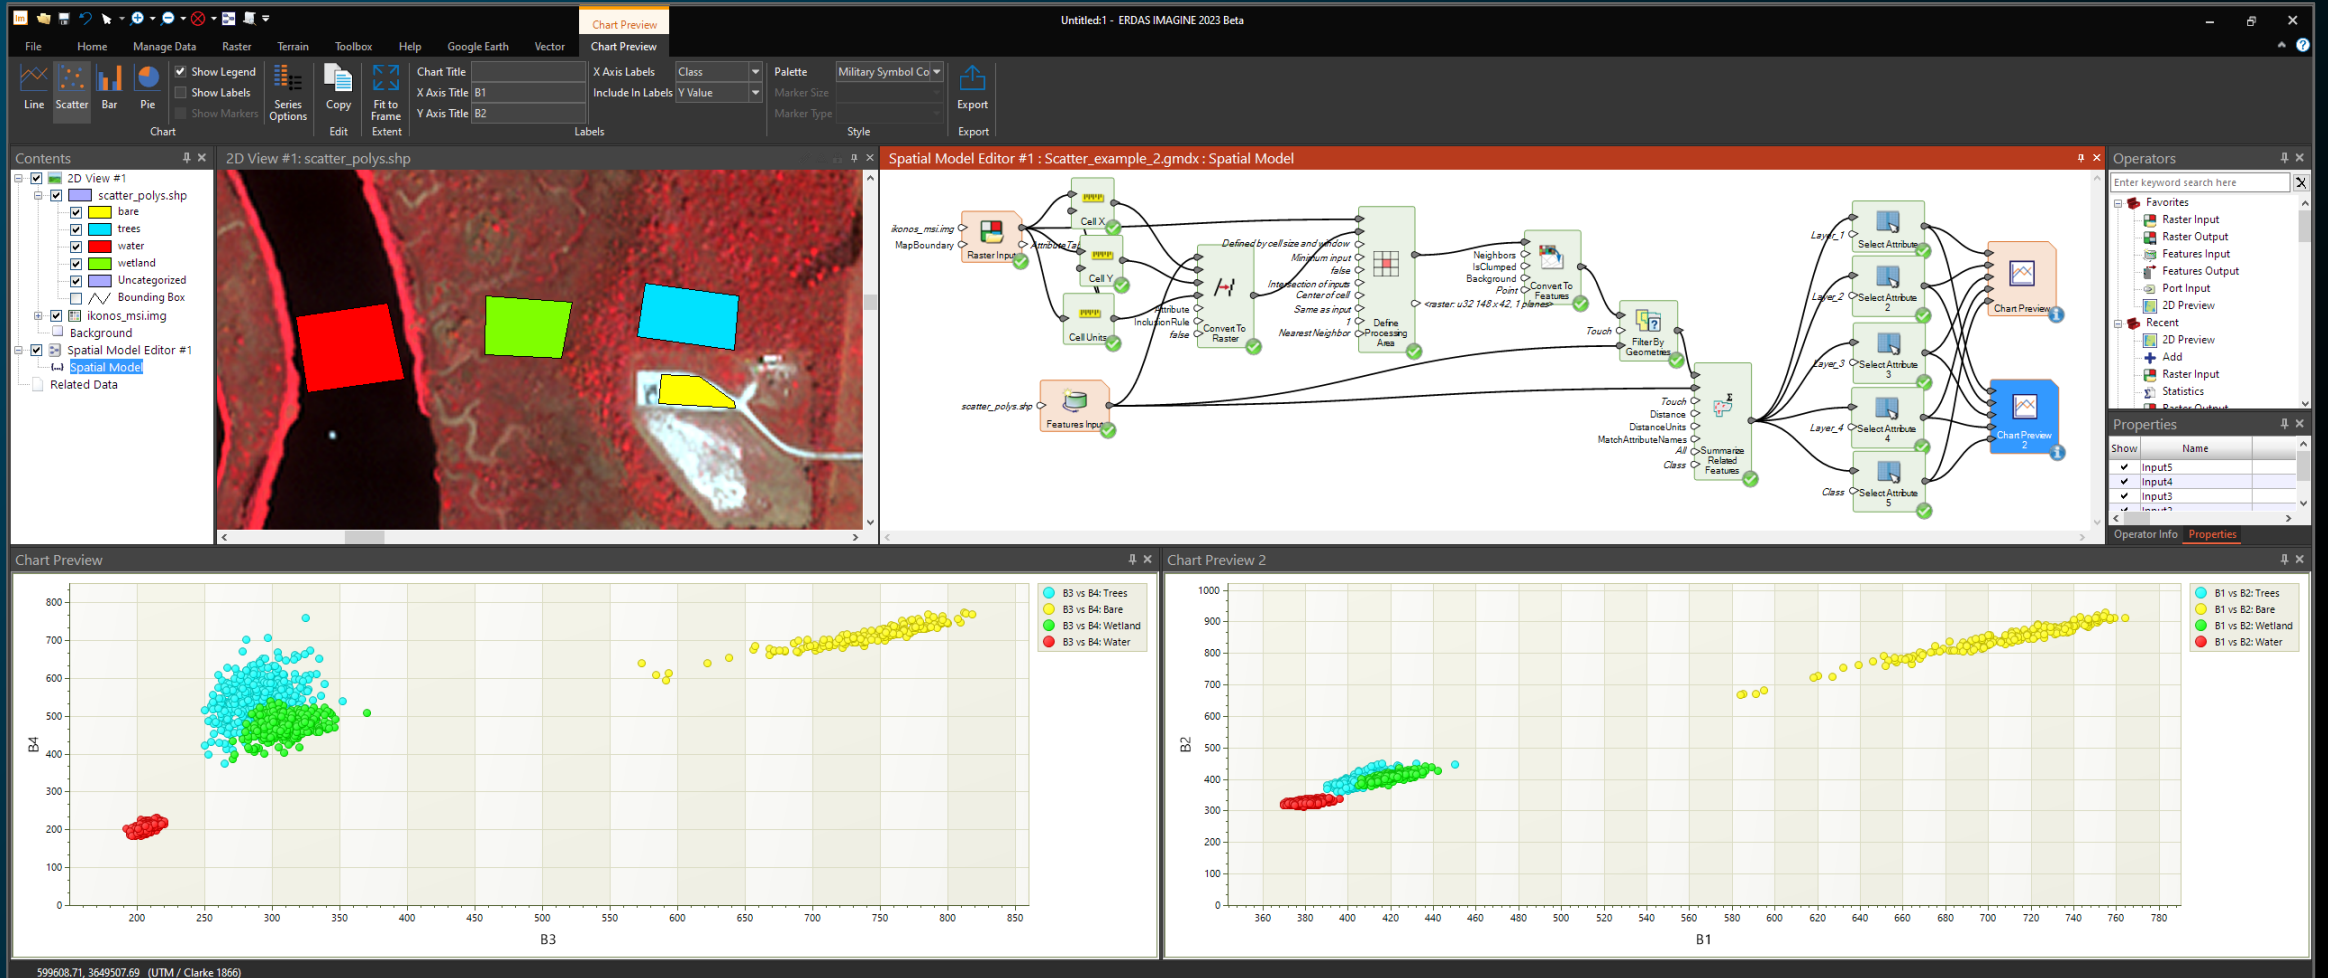 Chart Preview
Untitled:1 - ERDAS IMAGINE 2023 Beta
File Home Manage Data Raster Terrain Toolbox Help Google Earth Vector Chart Preview
Line Scatter Bar Pie
Show Legend
Show Labels
Show Markers
Chart
Series Options
Copy
Edit
Fit to Frame
Extent
Chart Title
X Axis Title B1
Y Axis Title B2
X Axis Labels Class
Include In Labels Y Value
Labels
Palette Military Symbol Co
Marker Size
Marker Type
Style
Export
Export
Contents
2D View #1
scatter_polys.shp
bare
trees
water
wetland
Uncategorized
Bounding Box
ikonos_msi.img
Background
Spatial Model Editor #1
Spatial Model
Related Data
2D View #1: scatter_polys.shp
Spatial Model Editor #1 : Scatter_example_2.gmdx : Spatial Model
ikonos_msi.img
MapBoundary
Raster Input
AttributeTab
Cell X
Cell Y
Cell Units
scatter_polys.shp
Features Input
Attribute
InclusionRule
false
Convert To Raster
Defined by cell size and window
Minimum input
false
Intersection of inputs
Center of cell
Same as input
1
Nearest Neighbor
Define Processing Area
<raster: u32 148 x 42, 1 planes>
Neighbors
IsClumped
Background
Point
Convert To Features
Touch
Filter By Geometries
Touch
Distance
DistanceUnits
MatchAttributeNames
All
Class
Summarize Related Features
Layer_1
Select Attribute
Layer_2
Select Attribute 2
Layer_3
Select Attribute 3
Layer_4
Select Attribute 4
Class
Select Attribute 5
Chart Preview
Chart Preview 2
Operators
Enter keyword search here
Favorites
Raster Input
Raster Output
Features Input
Features Output
Port Input
2D Preview
Recent
2D Preview
Add
Raster Input
Statistics
Raster Output
Properties
Show Name
Input5
Input4
Input3
Input2
Operator Info Properties
Chart Preview
800
700
600
500
400
300
200
100
0
B4
200 250 300 350 400 450 500 550 600 650 700 750 800 850
B3
B3 vs B4: Trees
B3 vs B4: Bare
B3 vs B4: Wetland
B3 vs B4: Water
Chart Preview 2
1000
900
800
700
600
500
400
300
200
100
0
B2
360 380 400 420 440 460 480 500 520 540 560 580 600 620 640 660 680 700 720 740 760 780
B1
B1 vs B2: Trees
B1 vs B2: Bare
B1 vs B2: Wetland
B1 vs B2: Water
599608.71, 3649507.69 (UTM / Clarke 1866)